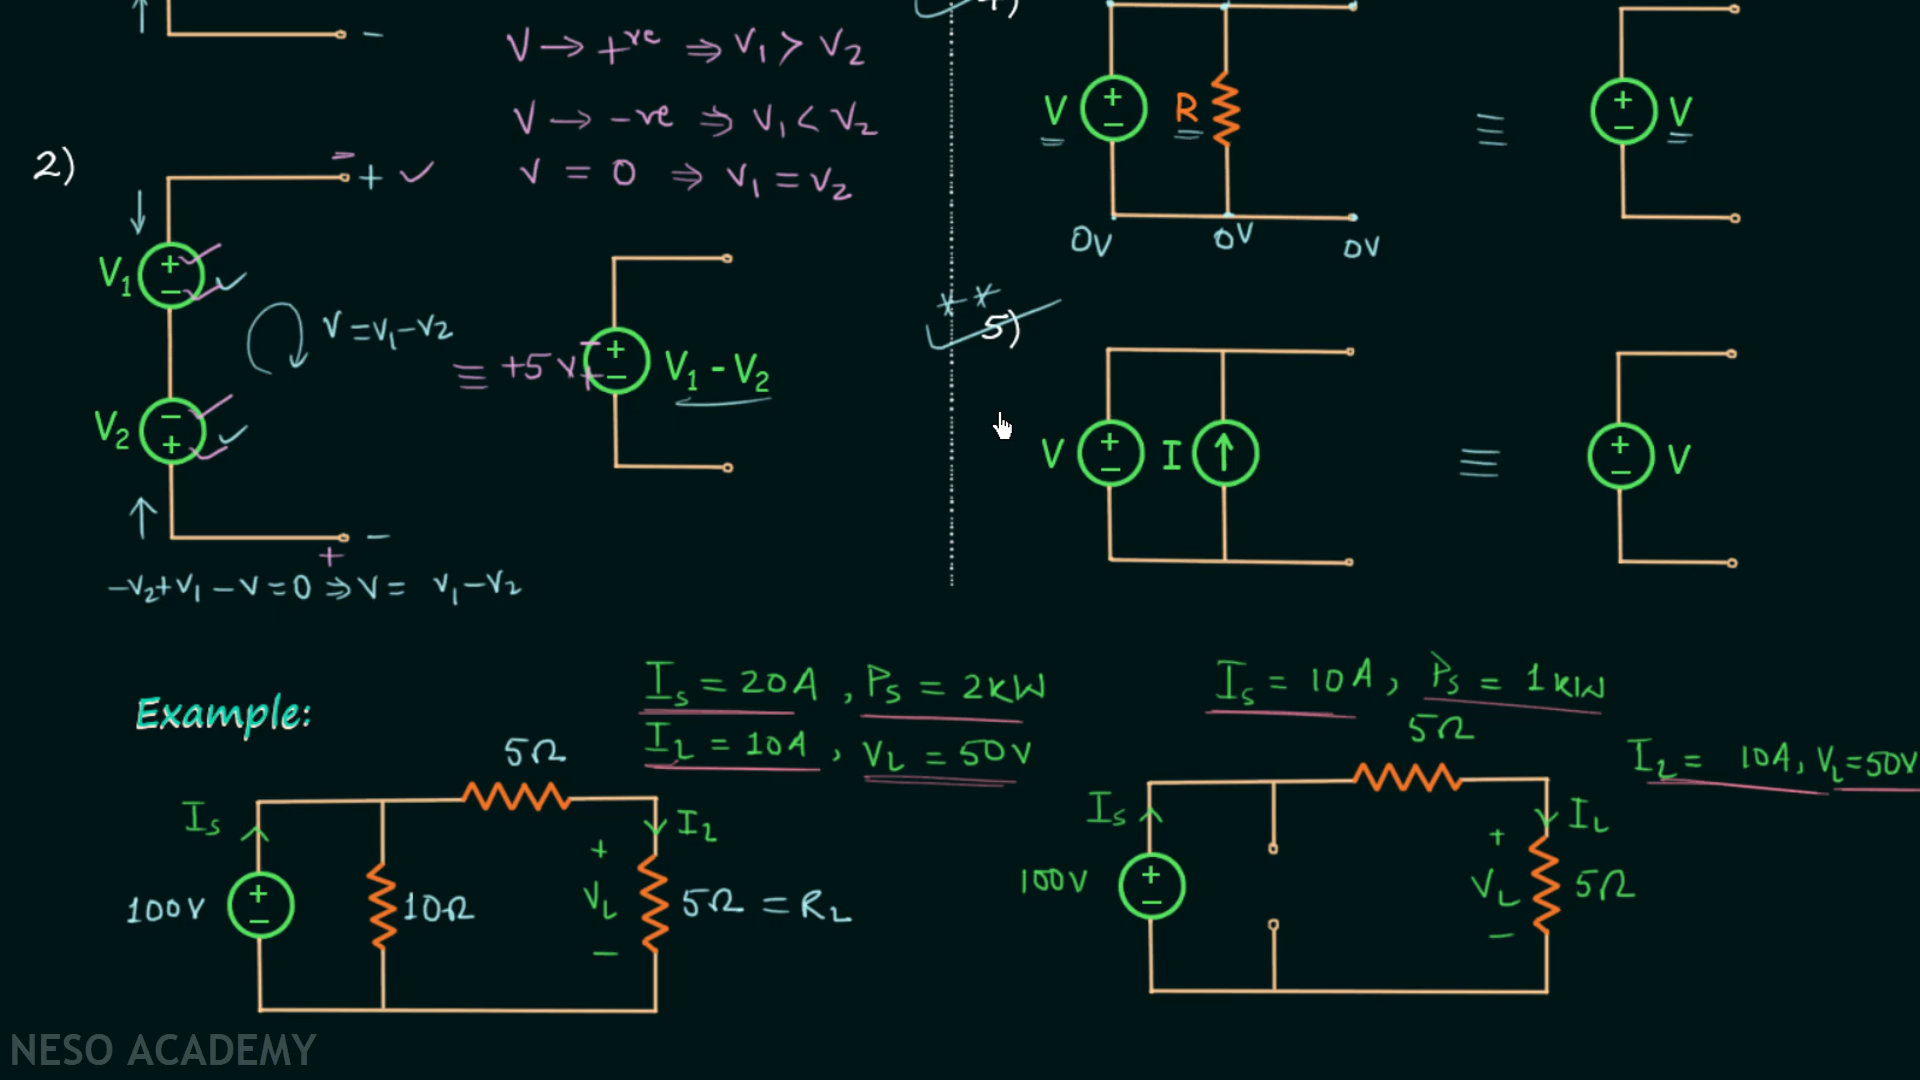 −
V → +ve ⇒ V1 > V2
V → −ve ⇒ V1 < V2
V = 0 ⇒ V1 = V2
2)
− + ✓
V1 + −
V = V1 − V2
V2 − +
−
+
−V2 + V1 − V = 0 ⇒ V = V1 − V2
≡ +5V − + + − V1 - V2
V + − R
0V 0V 0V
≡ + − V
* * 5)
V + − I ↑
≡ + − V
Example:
Is = 20A , Ps = 2KW
IL = 10A , VL = 50V
5Ω
Is
IL
100V + −
10Ω
+ VL −
5Ω = RL
Is = 10A , Ps = 1KW
5Ω
IL = 10A, VL = 50V
Is
IL
100V + −
+ VL −
5Ω
NESO ACADEMY